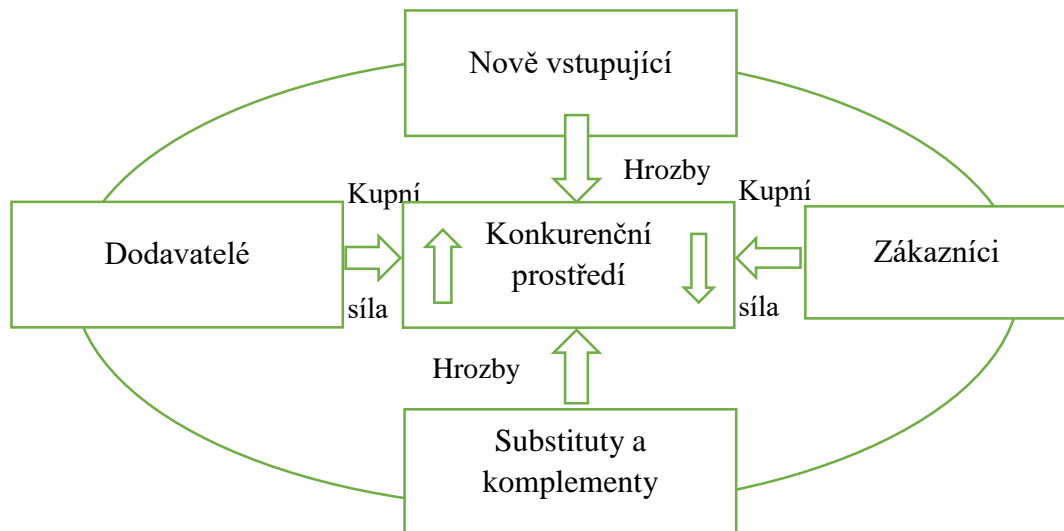 Nově vstupující
Hrozby
Kupní
Kupní
Dodavatelé
Konkurenční
prostředí
Zákazníci
síla
síla
Hrozby
Substituty a
komplementy